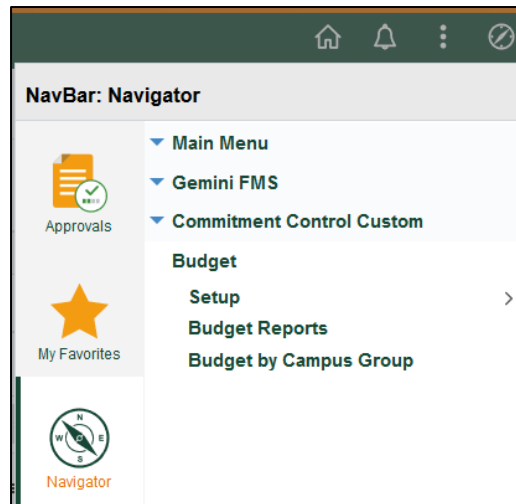 NavBar: Navigator
Approvals
My Favorites
N
W E
S
Navigator
Main Menu
Gemini FMS
Commitment Control Custom
Budget
Setup
Budget Reports
Budget by Campus Group